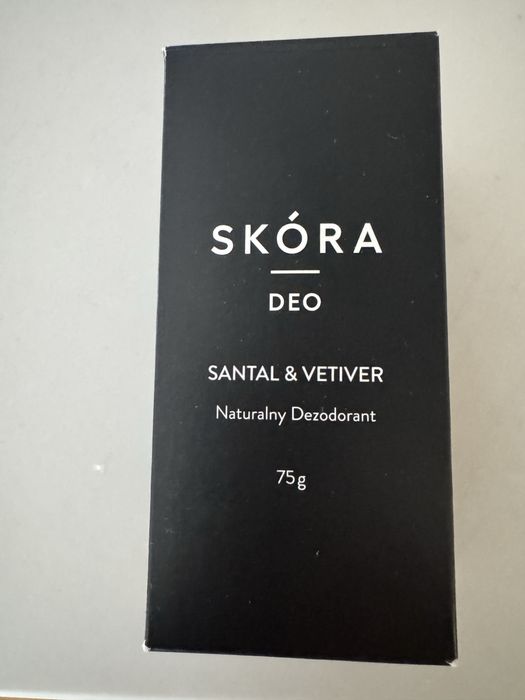 SKÓRA
DEO
SANTAL & VETIVER
Naturalny Dezodorant
75g